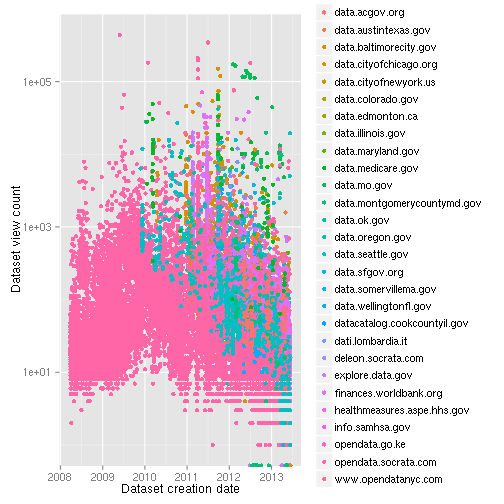 data.acgov.org
data.austintexas.gov
data.baltimorecity.gov
data.cityofchicago.org
data.cityofnewyork.us
data.colorado.gov
data.edmonton.ca
data.illinois.gov
data.maryland.gov
data.medicare.gov
data.mo.gov
data.montgomerycountymd.gov
data.ok.gov
data.oregon.gov
data.seattle.gov
data.sfgov.org
data.somervillema.gov
data.wellingtonfl.gov
datacatalog.cookcountyil.gov
dati.lombardia.it
deleon.socrata.com
explore.data.gov
finances.worldbank.org
healthmeasures.aspe.hhs.gov
info.samhsa.gov
opendata.go.ke
opendata.socrata.com
www.opendatanyc.com
Dataset view count
1e+05
1e+03
1e+01
2008 2009 2010 2011 2012 2013
Dataset creation date